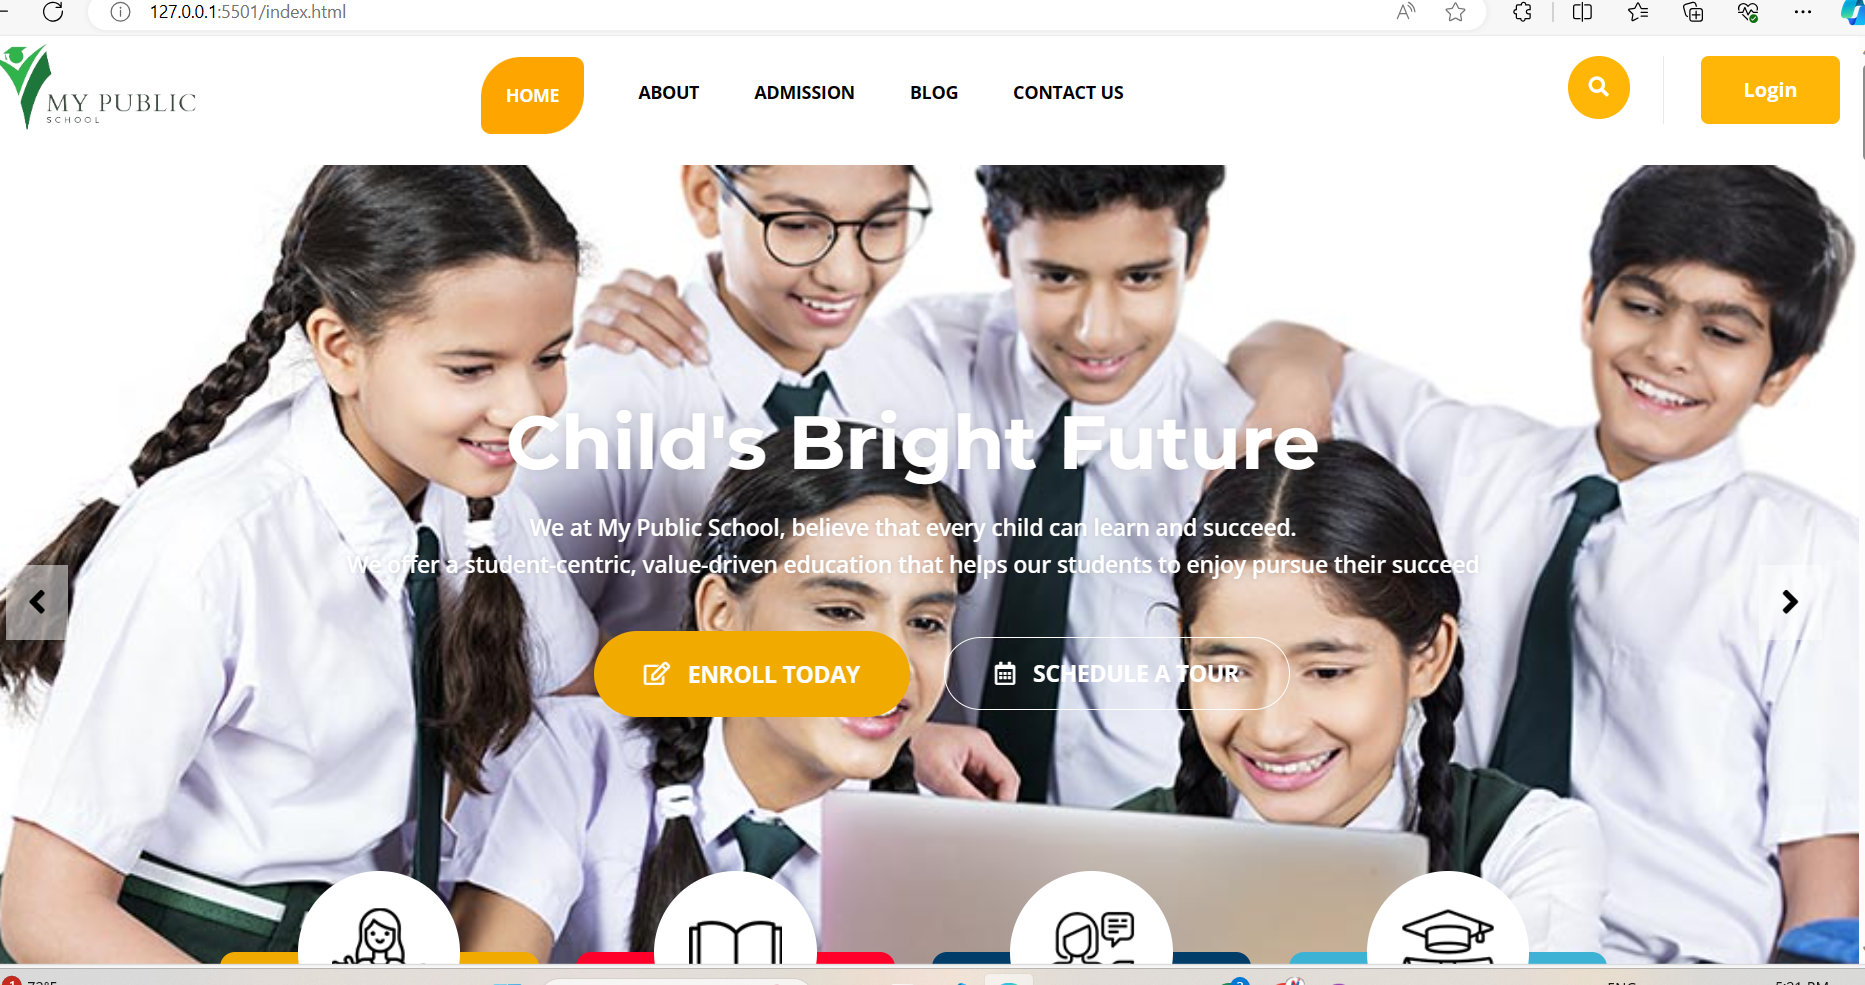 127.0.0.1:5501/index.html
MY PUBLIC
SCHOOL
HOME
ABOUT
ADMISSION
BLOG
CONTACT US
Login
Child's Bright Future
We at My Public School, believe that every child can learn and succeed.
We offer a student-centric, value-driven education that helps our students to enjoy pursue their succeed
ENROLL TODAY
SCHEDULE A TOUR